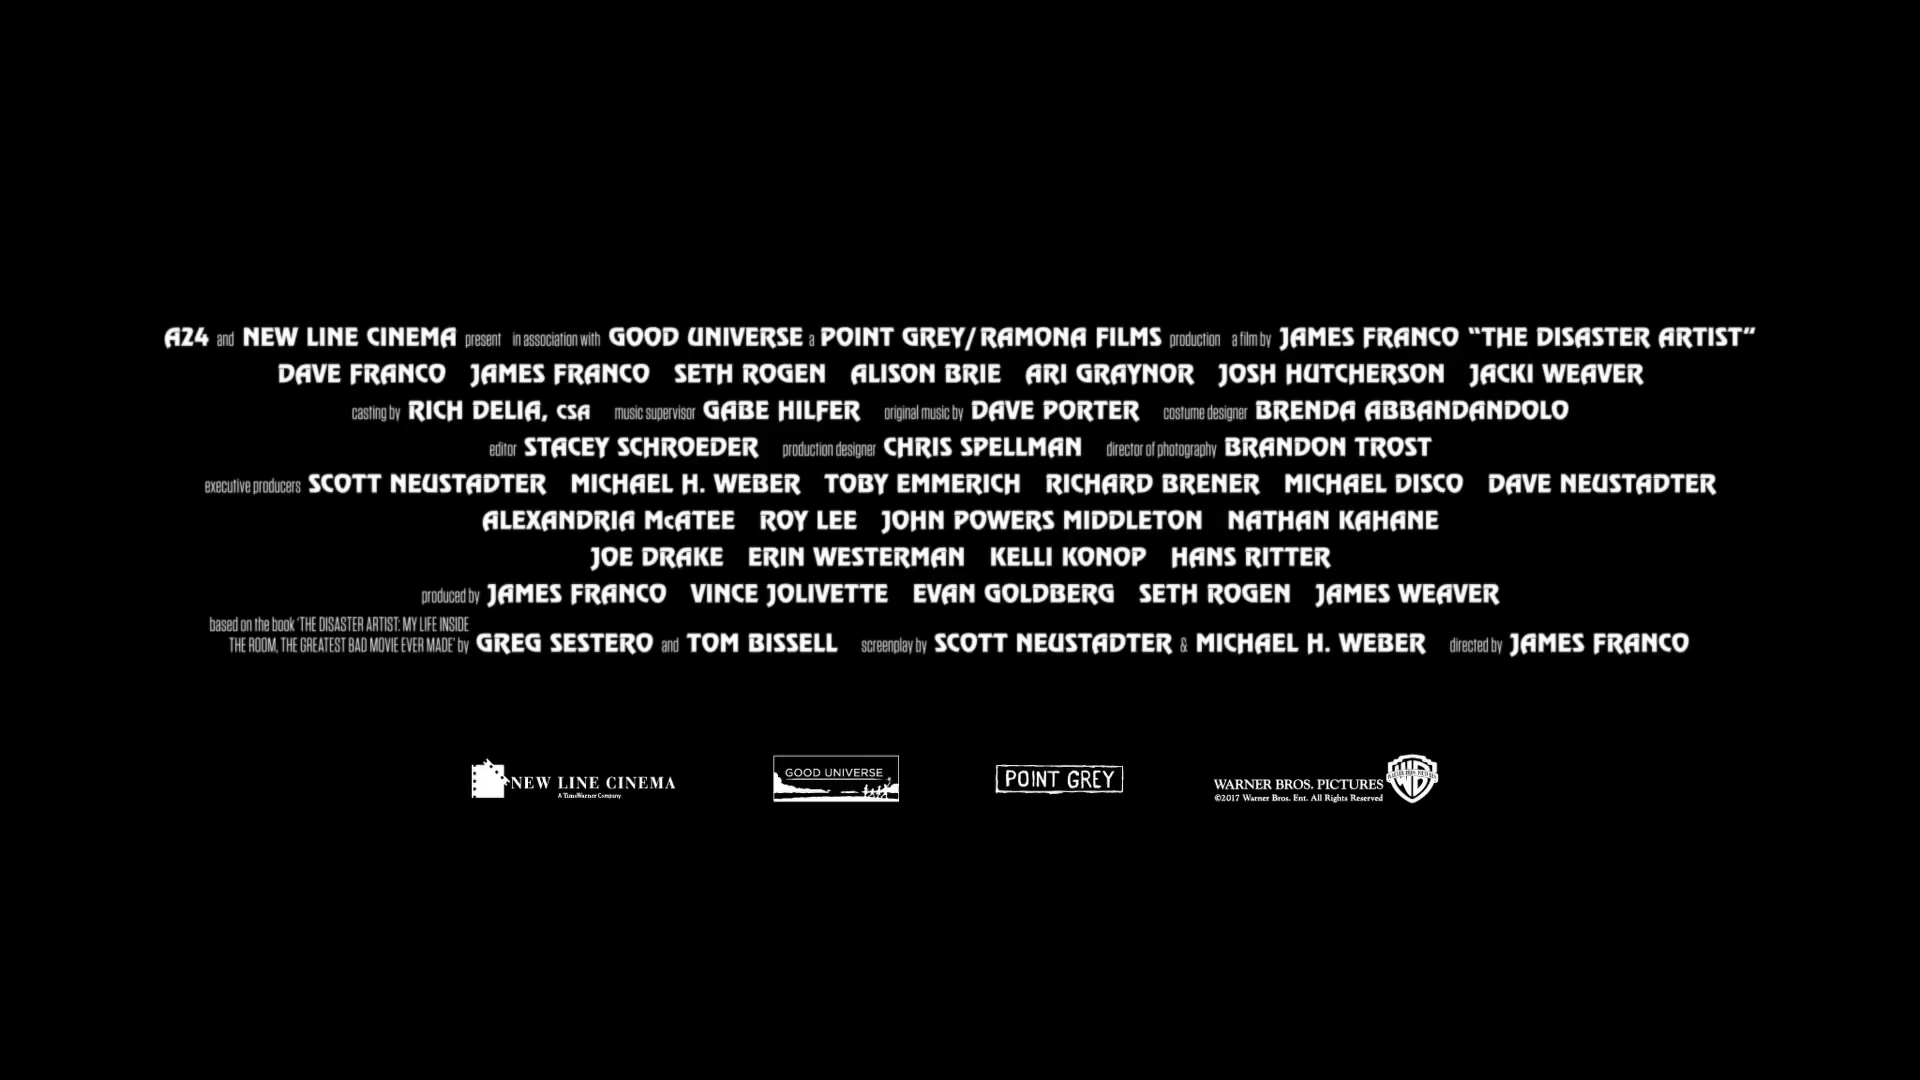 A24 and NEW LINE CINEMA present in association with GOOD UNIVERSE a POINT GREY/RAMONA FILMS production a film by JAMES FRANCO “THE DISASTER ARTIST”
DAVE FRANCO JAMES FRANCO SETH ROGEN ALISON BRIE ARI GRAYNOR JOSH HUTCHERSON JACKI WEAVER
casting by RICH DELIA, CSA music supervisor GABE HILFER original music by DAVE PORTER costume designer BRENDA ABBANDANDOLO
editor STACEY SCHROEDER production designer CHRIS SPELLMAN director of photography BRANDON TROST
executive producers SCOTT NEUSTADTER MICHAEL H. WEBER TOBY EMMERICH RICHARD BRENER MICHAEL DISCO DAVE NEUSTADTER
ALEXANDRIA McATEE ROY LEE JOHN POWERS MIDDLETON NATHAN KAHANE
JOE DRAKE ERIN WESTERMAN KELLI KONOP HANS RITTER
produced by JAMES FRANCO VINCE JOLIVETTE EVAN GOLDBERG SETH ROGEN JAMES WEAVER
based on the book ‘THE DISASTER ARTIST: MY LIFE INSIDE
THE ROOM, THE GREATEST BAD MOVIE EVER MADE’ by GREG SESTERO and TOM BISSELL screenplay by SCOTT NEUSTADTER & MICHAEL H. WEBER directed by JAMES FRANCO
NEW LINE CINEMA
A TimeWarner Company
GOOD UNIVERSE
POINT GREY
WARNER BROS. PICTURES
©2017 Warner Bros. Ent. All Rights Reserved
WARNER BROS. PICTURES
WB